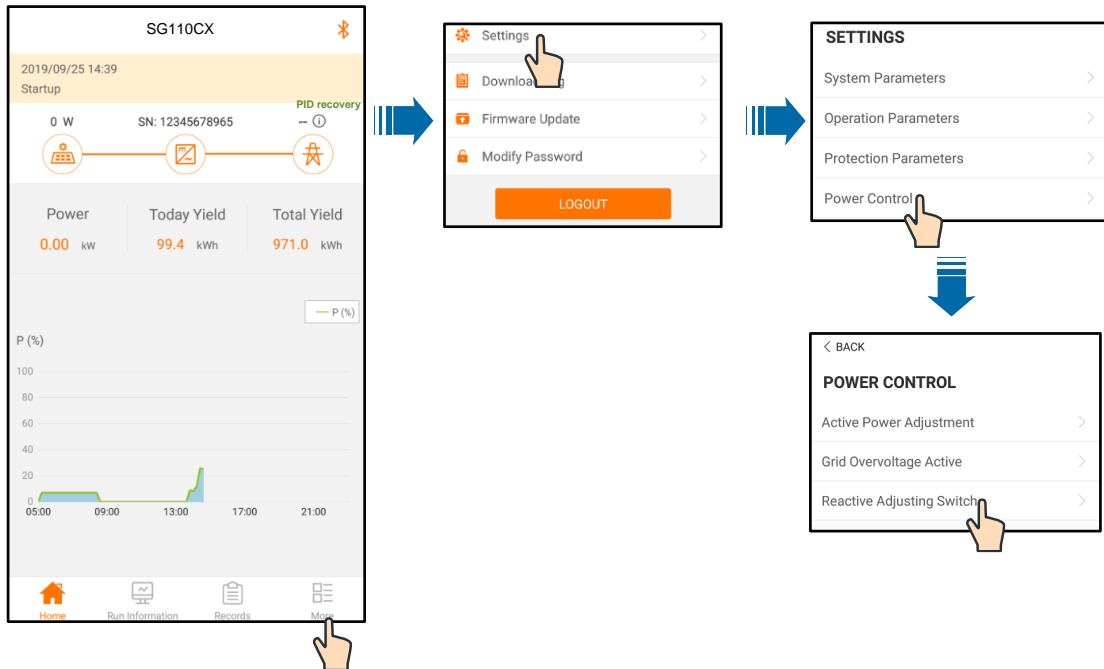 SG110CX
2019/09/25 14:39
Startup
PID recovery
0 W
SN: 12345678965
--
Power
Today Yield
Total Yield
0.00 kW
99.4 kWh
971.0 kWh
P (%)
P (%)
100
80
60
40
20
0
05:00 09:00 13:00 17:00 21:00
Home Run Information Records More
Settings
Firmware Update
Modify Password
LOGOUT
SETTINGS
System Parameters
Operation Parameters
Protection Parameters
Power Control
< BACK
POWER CONTROL
Active Power Adjustment
Grid Overvoltage Active
Reactive Adjusting Switch